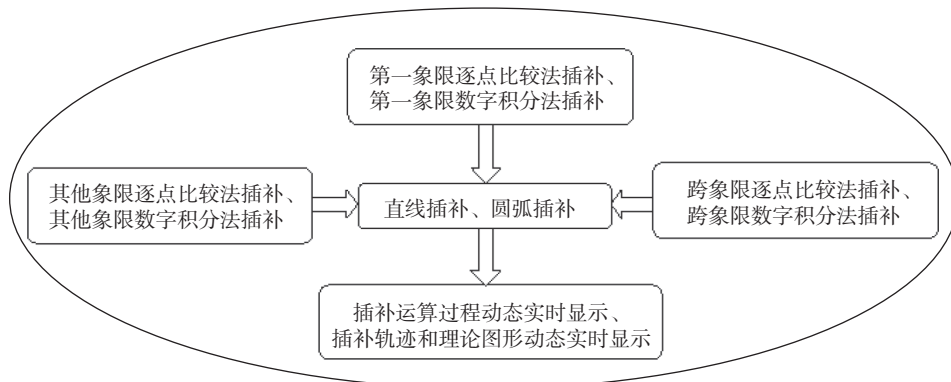 第一象限逐点比较法插补、
第一象限数字积分法插补
其他象限逐点比较法插补、
其他象限数字积分法插补
直线插补、圆弧插补
跨象限逐点比较法插补、
跨象限数字积分法插补
插补运算过程动态实时显示、
插补轨迹和理论图形动态实时显示